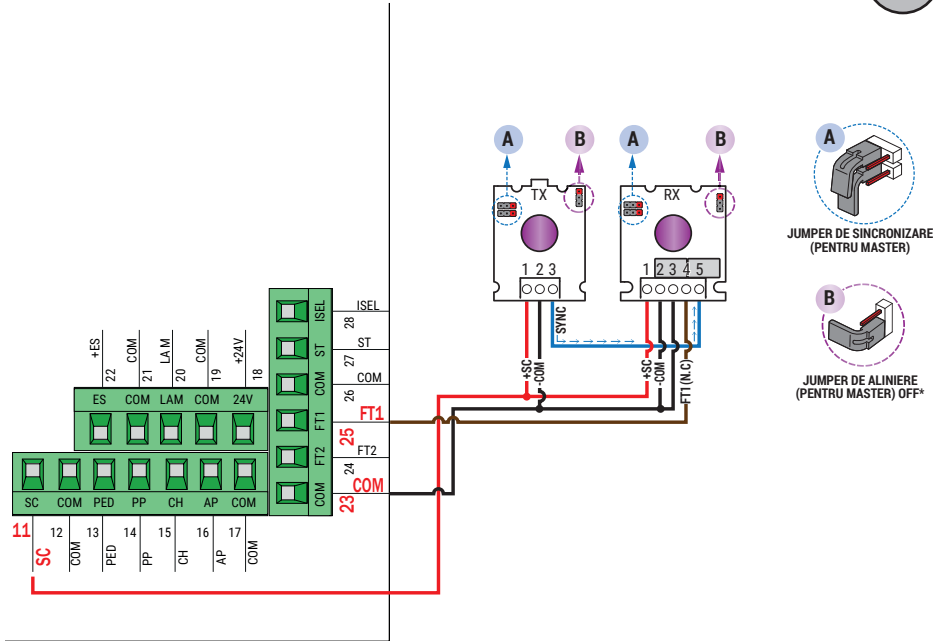 A
B
A
B
A
TX
RX
1 2 3
1 2 3 4 5
JUMPER DE SINCRONIZARE
(PENTRU MASTER)
B
JUMPER DE ALINIERE
(PENTRU MASTER) OFF*
SYNC
+SC
-COM
+SC
-COM
FT1 (N.C)
ISEL
ISEL
28
ST
ST
27
COM
COM
26
FT1
FT1
25
FT2
FT2
24
COM
COM
23
+ES
COM
LAM
COM
+24V
22
21
20
19
18
ES COM LAM COM 24V
SC COM PED PP CH AP COM
11 12 13 14 15 16 17
SC
COM
PED
PP
CH
AP
COM